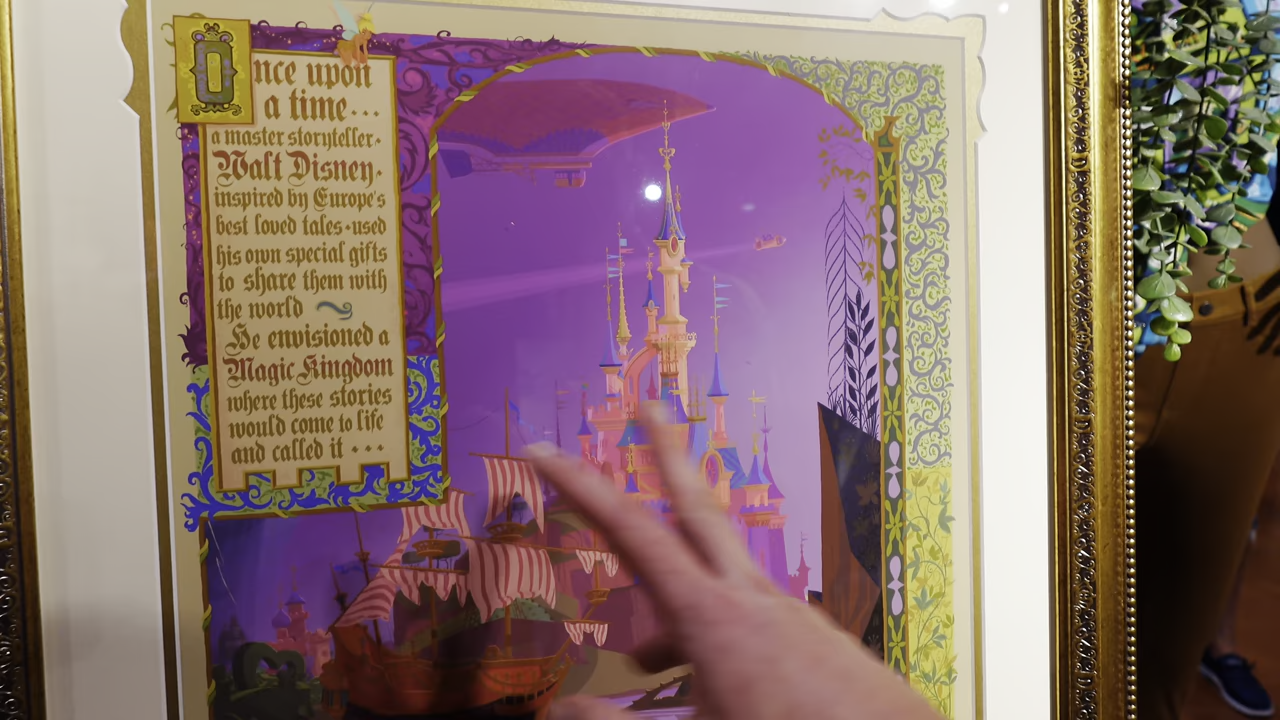 Once upon
a time...
a master storyteller·
Walt Disney·
inspired by Europe's
best loved tales·used
his own special gifts
to share them with
the world
He envisioned a
Magic Kingdom
where these stories
would come to life
and called it ...